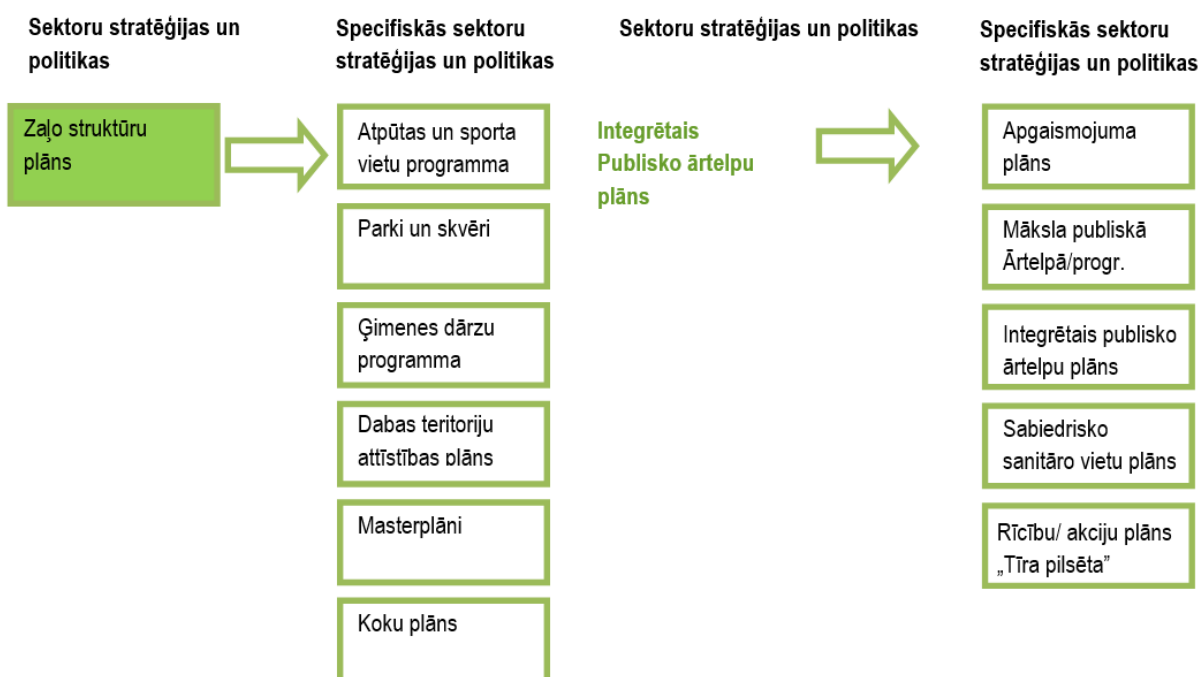 Sektoru stratēģijas un
politikas
Zaļo struktūru
plāns
Specifiskās sektoru
stratēģijas un politikas
Atpūtas un sporta
vietu programma
Parki un skvēri
Ģimenes dārzu
programma
Dabas teritoriju
attīstības plāns
Masterplāni
Koku plāns
Sektoru stratēģijas un politikas
Integrētais
Publisko ārtelpu
plāns
Specifiskās sektoru
stratēģijas un politikas
Apgaismojuma
plāns
Māksla publiskā
Ārtelpā/progr.
Integrētais publisko
ārtelpu plāns
Sabiedrisko
sanitāro vietu plāns
Rīcību/ akciju plāns
„Tīra pilsēta”